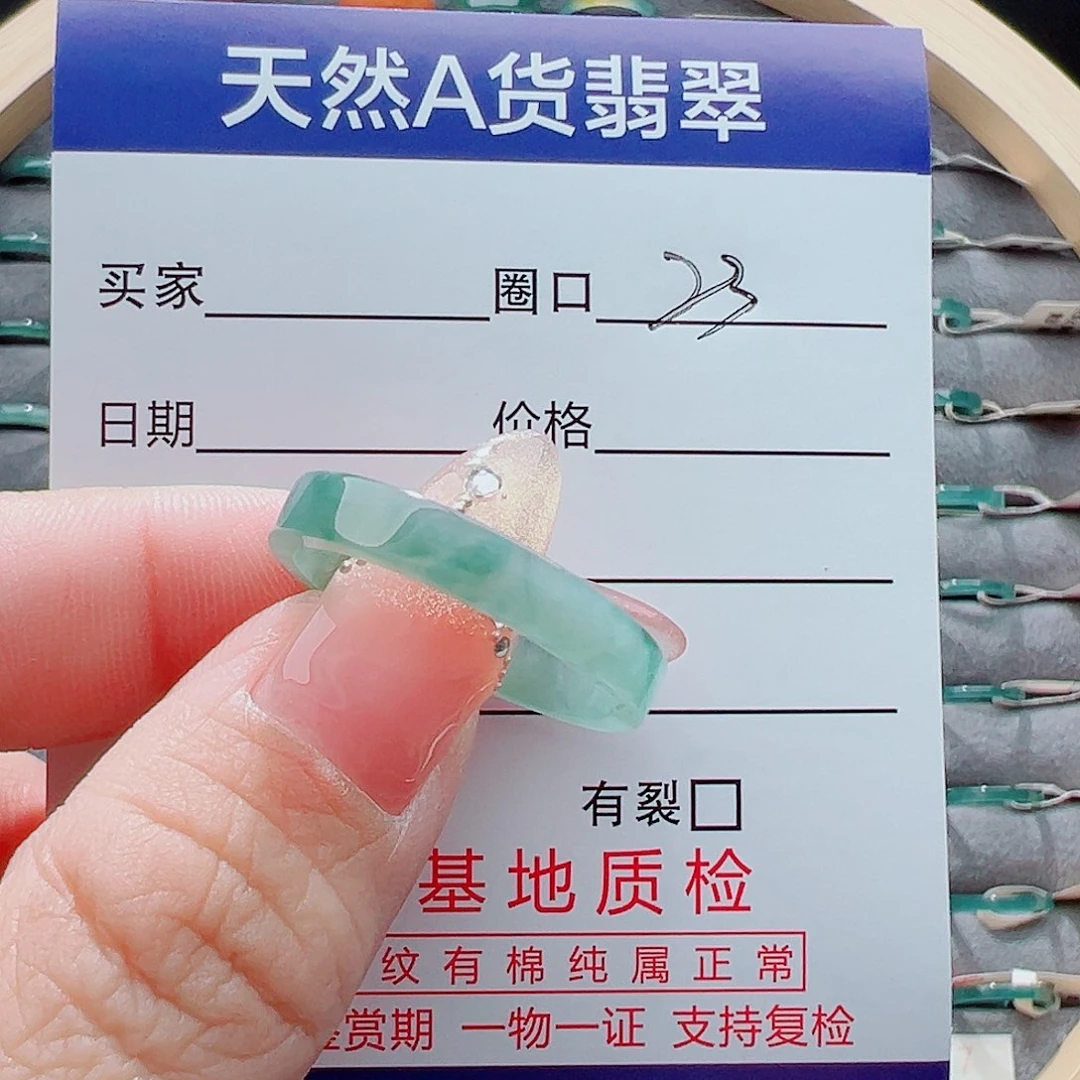 天然A货翡翠
买家 圈口 23
日期 价格
有裂
基地质检
纹有棉纯属正常
鉴赏期 一物一证 支持复检